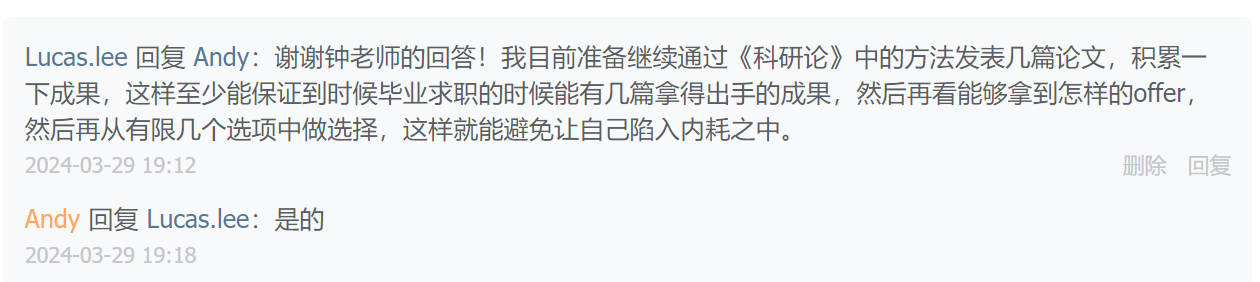 Lucas.lee 回复 Andy：谢谢钟老师的回答！我目前准备继续通过《科研论》中的方法发表几篇论文，积累一
下成果，这样至少能保证到时候毕业求职的时候能有几篇拿得出手的成果，然后再看能够拿到怎样的offer，
然后再从有限几个选项中做选择，这样就能避免让自己陷入内耗之中。
2024-03-29 19:12 删除 回复
Andy 回复 Lucas.lee：是的
2024-03-29 19:18